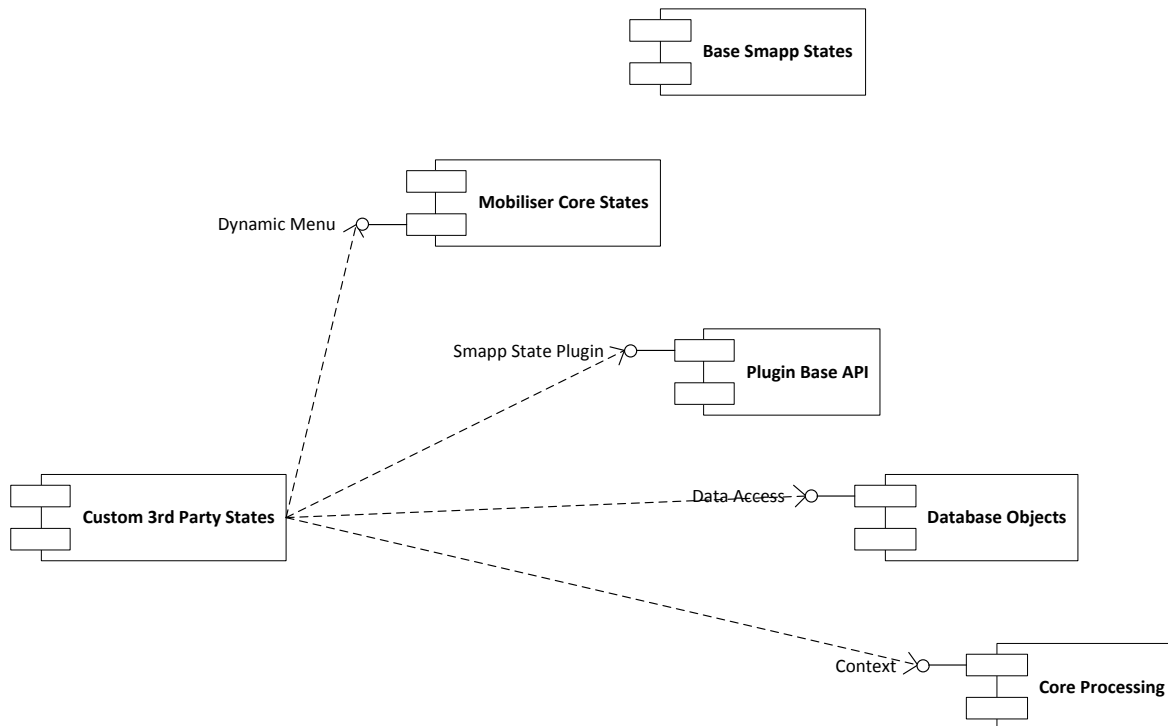 Base Smapp States
Mobiliser Core States
Dynamic Menu
Smapp State Plugin
Plugin Base API
Custom 3rd Party States
Data Access
Database Objects
Context
Core Processing